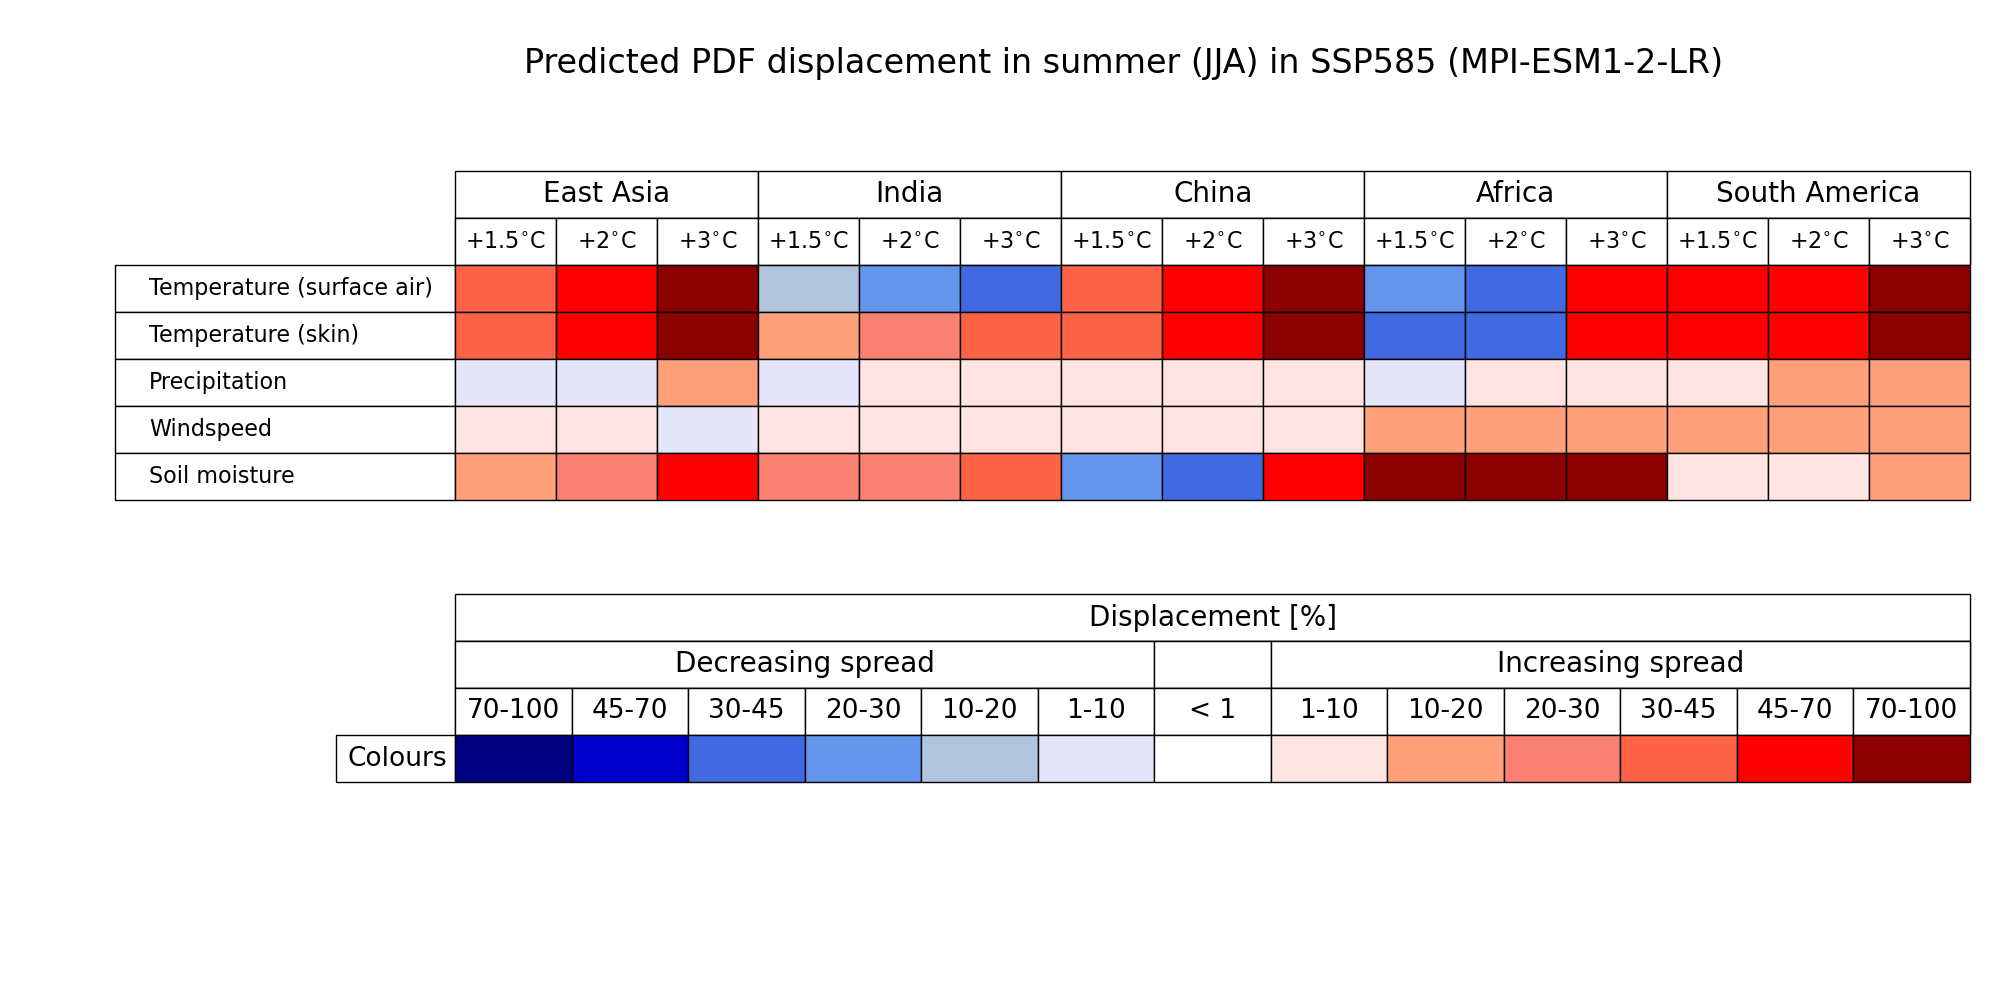 Predicted PDF displacement in summer (JJA) in SSP585 (MPI-ESM1-2-LR)
East Asia India China Africa South America
+1.5°C +2°C +3°C +1.5°C +2°C +3°C +1.5°C +2°C +3°C +1.5°C +2°C +3°C +1.5°C +2°C +3°C
Temperature (surface air)
Temperature (skin)
Precipitation
Windspeed
Soil moisture
Displacement [%]
Decreasing spread Increasing spread
70-100 45-70 30-45 20-30 10-20 1-10 < 1 1-10 10-20 20-30 30-45 45-70 70-100
Colours